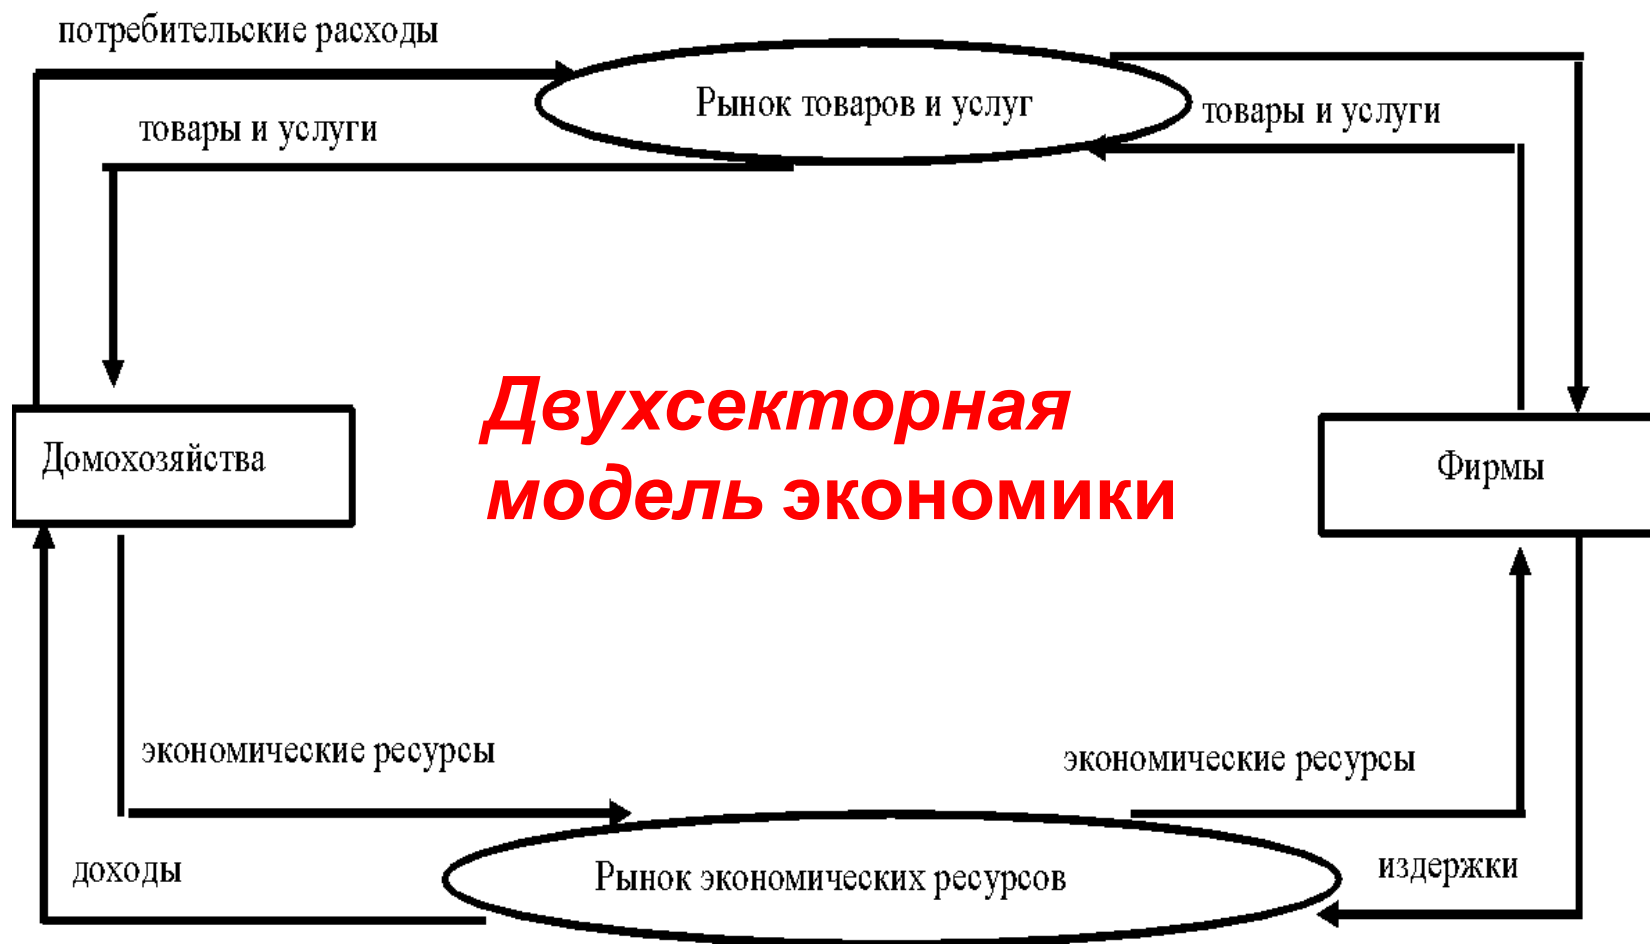 потребительские расходы
Рынок товаров и услуг
товары и услуги
товары и услуги
Двухсекторная
модель экономики
Домохозяйства
Фирмы
экономические ресурсы
экономические ресурсы
доходы
Рынок экономических ресурсов
издержки